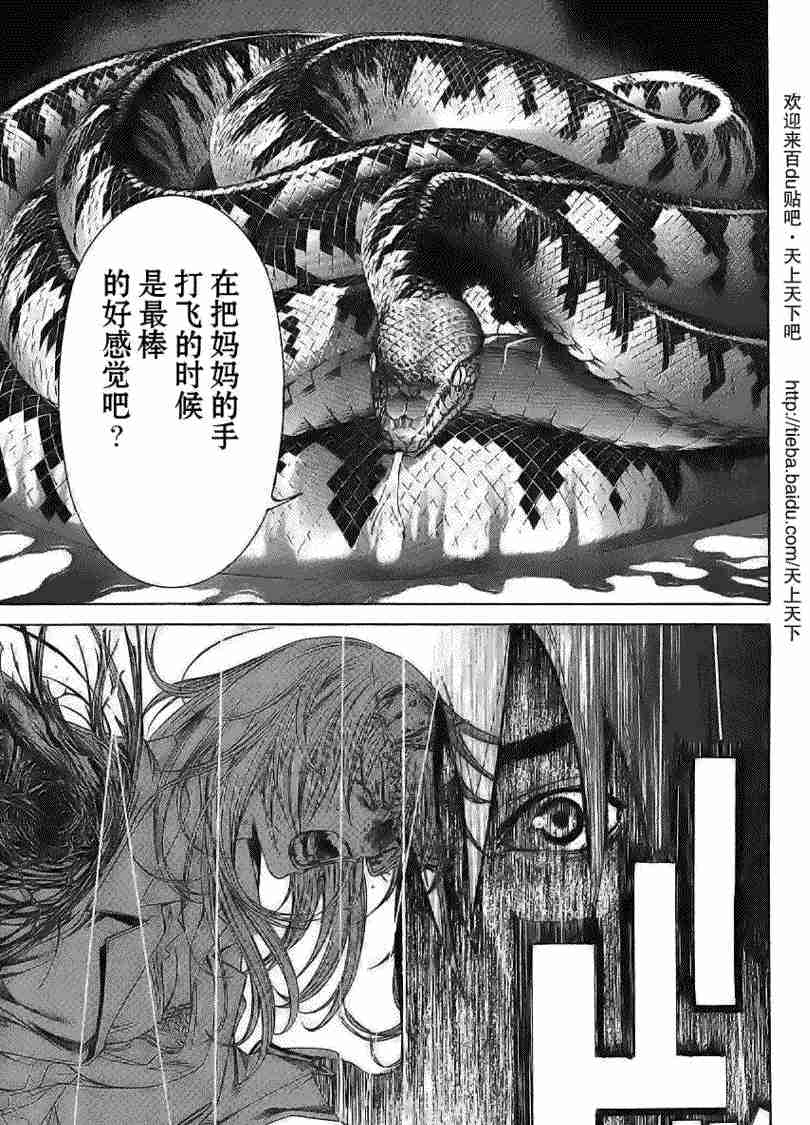 在把妈妈的手
打飞的时候
是最棒
的好感觉吧？
欢迎来百du贴吧·天上天下吧
http://tieba.baidu.com/天上天下